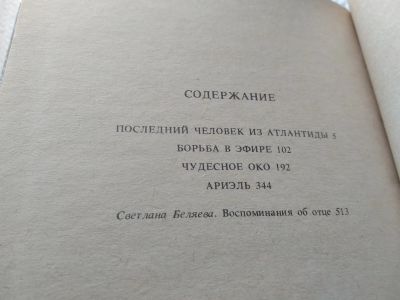 СОДЕРЖАНИЕ
ПОСЛЕДНИЙ ЧЕЛОВЕК ИЗ АТЛАНТИДЫ 5
БОРЬБА В ЭФИРЕ 102
ЧУДЕСНОЕ ОКО 192
АРИЭЛЬ 344
Светлана Беляева. Воспоминания об отце 513